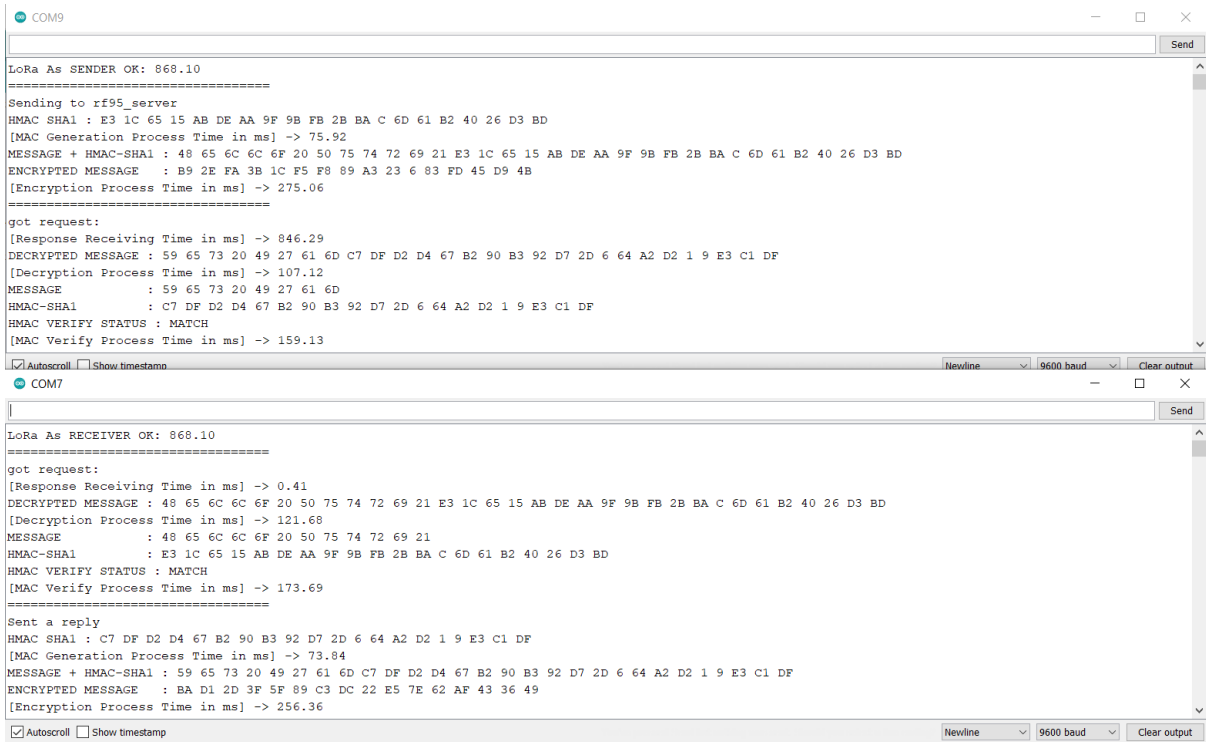 COM9
Send
LoRa As SENDER OK: 868.10
==================================
Sending to rf95_server
HMAC SHA1 : E3 1C 65 15 AB DE AA 9F 9B FB 2B BA C 6D 61 B2 40 26 D3 BD
[MAC Generation Process Time in ms] -> 75.92
MESSAGE + HMAC-SHA1 : 48 65 6C 6C 6F 20 50 75 74 72 69 21 E3 1C 65 15 AB DE AA 9F 9B FB 2B BA C 6D 61 B2 40 26 D3 BD
ENCRYPTED MESSAGE   : B9 2E FA 3B 1C F5 F8 89 A3 23 6 83 FD 45 D9 4B
[Encryption Process Time in ms] -> 275.06
==================================
got request:
[Response Receiving Time in ms] -> 846.29
DECRYPTED MESSAGE : 59 65 73 20 49 27 61 6D C7 DF D2 D4 67 B2 90 B3 92 D7 2D 6 64 A2 D2 1 9 E3 C1 DF
[Decryption Process Time in ms] -> 107.12
MESSAGE           : 59 65 73 20 49 27 61 6D
HMAC-SHA1         : C7 DF D2 D4 67 B2 90 B3 92 D7 2D 6 64 A2 D2 1 9 E3 C1 DF
HMAC VERIFY STATUS : MATCH
[MAC Verify Process Time in ms] -> 159.13
Autoscroll Show timestamp Newline 9600 baud Clear output
COM7
Send
LoRa As RECEIVER OK: 868.10
==================================
got request:
[Response Receiving Time in ms] -> 0.41
DECRYPTED MESSAGE : 48 65 6C 6C 6F 20 50 75 74 72 69 21 E3 1C 65 15 AB DE AA 9F 9B FB 2B BA C 6D 61 B2 40 26 D3 BD
[Decryption Process Time in ms] -> 121.68
MESSAGE           : 48 65 6C 6C 6F 20 50 75 74 72 69 21
HMAC-SHA1         : E3 1C 65 15 AB DE AA 9F 9B FB 2B BA C 6D 61 B2 40 26 D3 BD
HMAC VERIFY STATUS : MATCH
[MAC Verify Process Time in ms] -> 173.69
==================================
Sent a reply
HMAC SHA1 : C7 DF D2 D4 67 B2 90 B3 92 D7 2D 6 64 A2 D2 1 9 E3 C1 DF
[MAC Generation Process Time in ms] -> 73.84
MESSAGE + HMAC-SHA1 : 59 65 73 20 49 27 61 6D C7 DF D2 D4 67 B2 90 B3 92 D7 2D 6 64 A2 D2 1 9 E3 C1 DF
ENCRYPTED MESSAGE   : BA D1 2D 3F 5F 89 C3 DC 22 E5 7E 62 AF 43 36 49
[Encryption Process Time in ms] -> 256.36
Autoscroll Show timestamp Newline 9600 baud Clear output